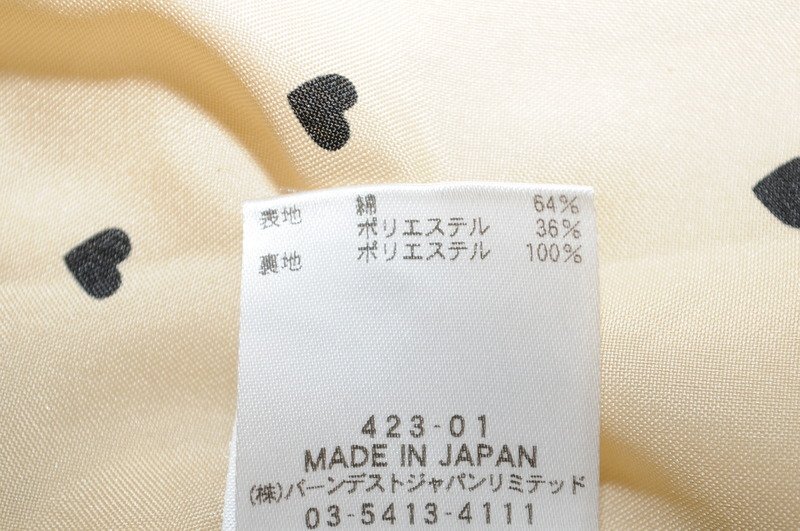 表地 綿 64%
ポリエステル 36%
裏地 ポリエステル 100%
423-01
MADE IN JAPAN
(株)バーンデストジャパンリミテッド
03-5413-4111